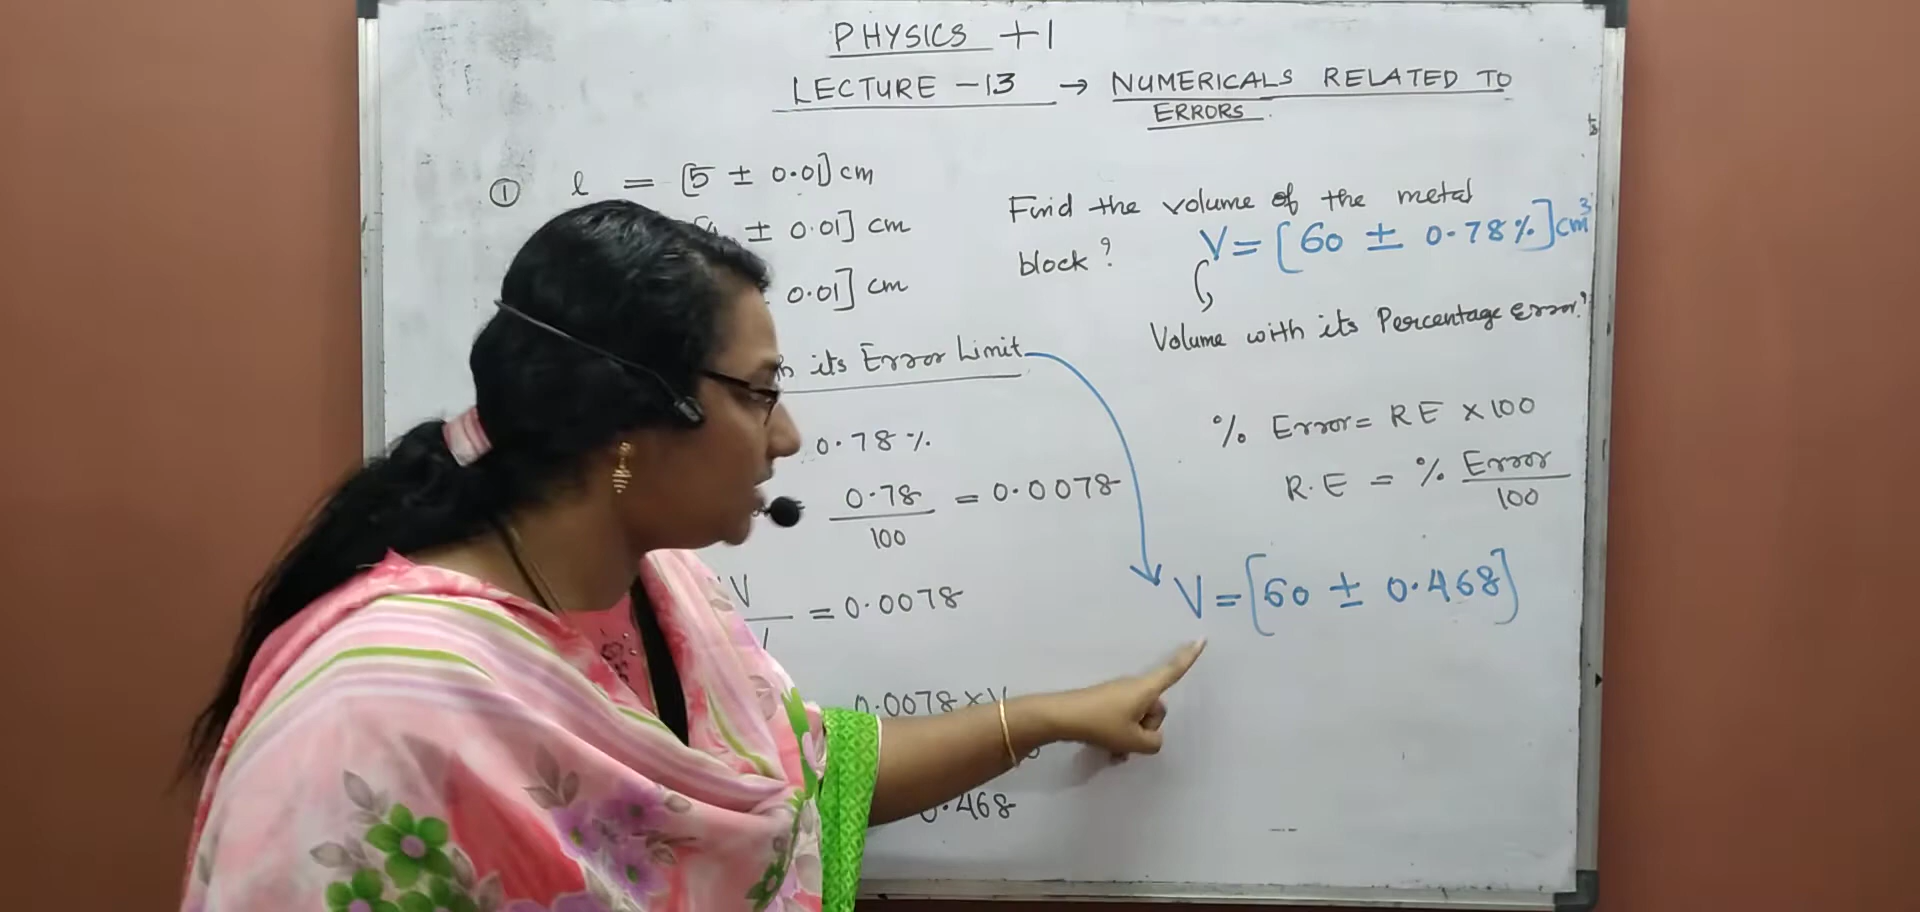 PHYSICS +1
LECTURE - 13 → NUMERICALS RELATED TO
ERRORS.
① l = [5 ± 0.01] cm
± 0.01] cm
0.01] cm
Find the volume of the metal
block?
V = [60 ± 0.78%] cm³
Volume with its Percentage Error?
its Error Limit
0.78%
0.78/100 = 0.0078
= 0.0078
0.0078 × V
0.468
% Error = RE × 100
R.E = % Error/100
V = [60 ± 0.468]